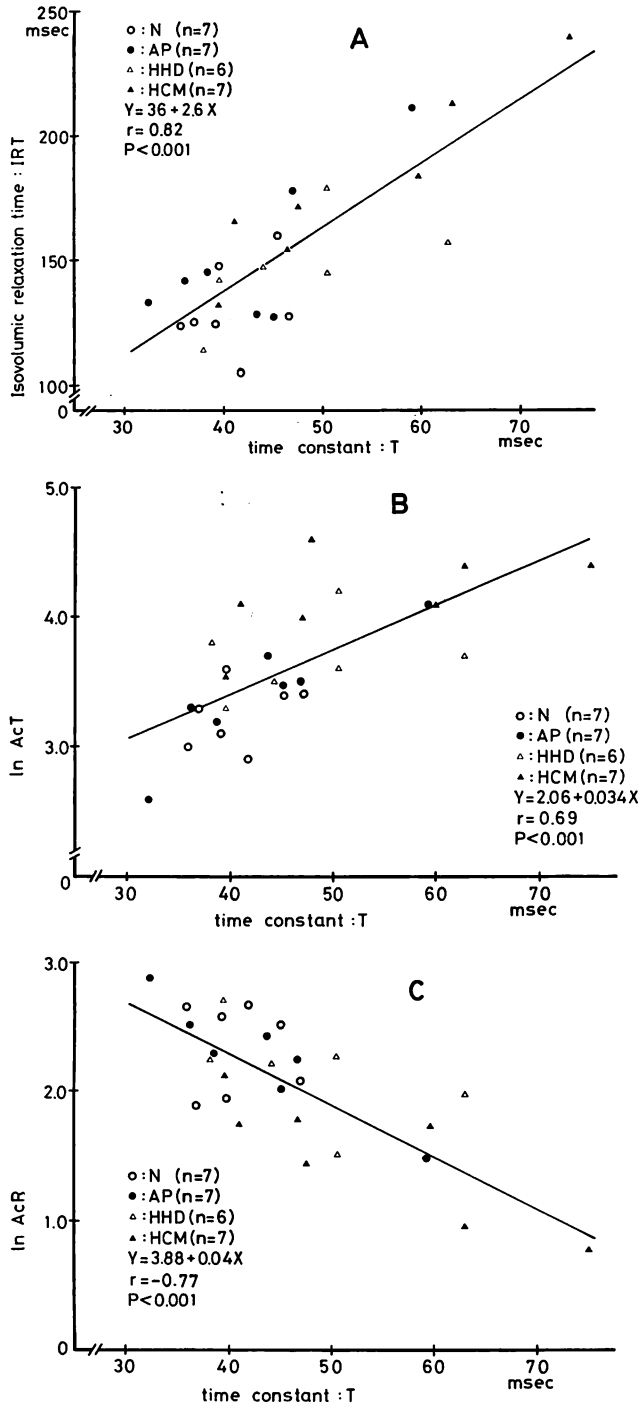 250
msec
A
○ : N (n=7)
● : AP (n=7)
△ : HHD (n=6)
▲ : HCM (n=7)
Y=36+2.6X
r=0.82
P<0.001
200
150
100
0
Isovolumic relaxation time : IRT
30 40 50 60 70
msec
time constant : T
5.0
B
4.0
3.0
0
ln AcT
○ : N (n=7)
● : AP (n=7)
△ : HHD (n=6)
▲ : HCM (n=7)
Y=2.06+0.034X
r=0.69
P<0.001
30 40 50 60 70
msec
time constant : T
3.0
C
2.0
1.0
0
ln AcR
○ : N (n=7)
● : AP (n=7)
△ : HHD (n=6)
▲ : HCM (n=7)
Y=3.88+0.04X
r=-0.77
P<0.001
30 40 50 60 70
msec
time constant : T